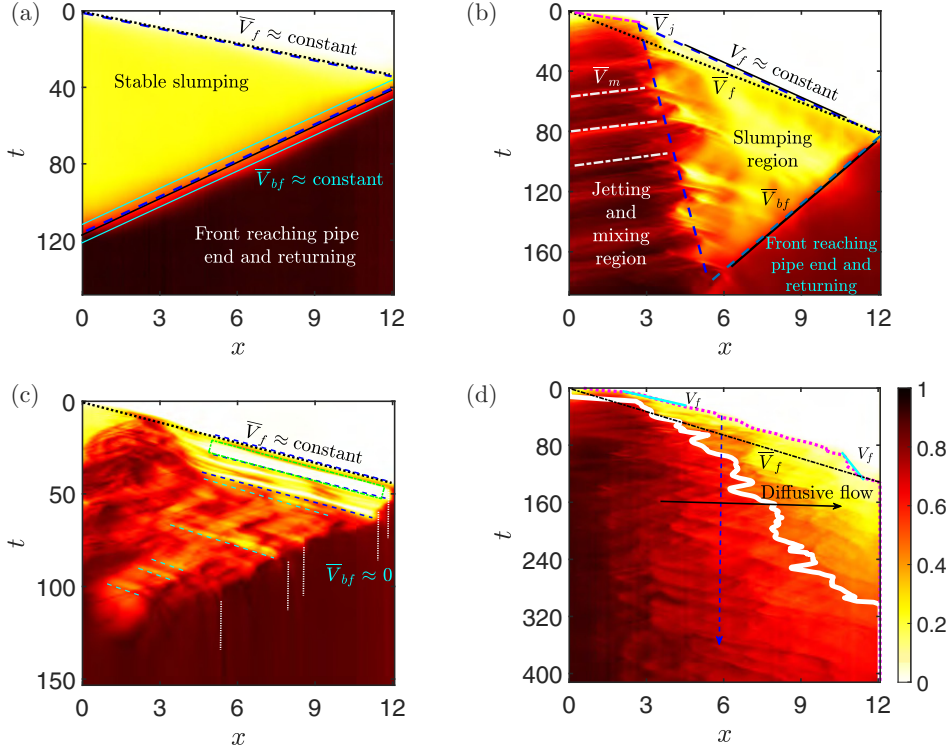 (a)
0
40
80
120
t
V̅f ≈ constant
Stable slumping
V̅bf ≈ constant
Front reaching pipe
end and returning
0 3 6 9 12
x
(b)
0
40
80
120
160
t
V̅j
Vf ≈ constant
V̅m
V̅f
Slumping
region
V̅bf
Jetting
and
mixing
region
Front reaching
pipe end and
returning
0 3 6 9 12
x
(c)
0
50
100
150
t
V̅f ≈ constant
V̅bf ≈ 0
0 3 6 9 12
x
(d)
0
80
160
240
320
400
t
Vf
Vf
V̅f
Diffusive flow
0 3 6 9 12
x
1
0.8
0.6
0.4
0.2
0